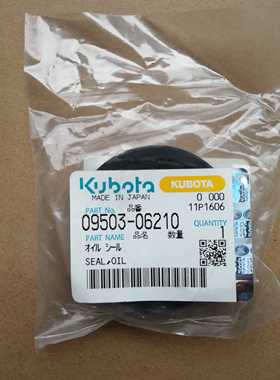 Kubota KUBOTA 0 000
MADE IN JAPAN 11P1606
PART No. 品番
09503-06210 QUANTITY
PART NAME 品名 数量 1
オイル シール
SEAL,OIL